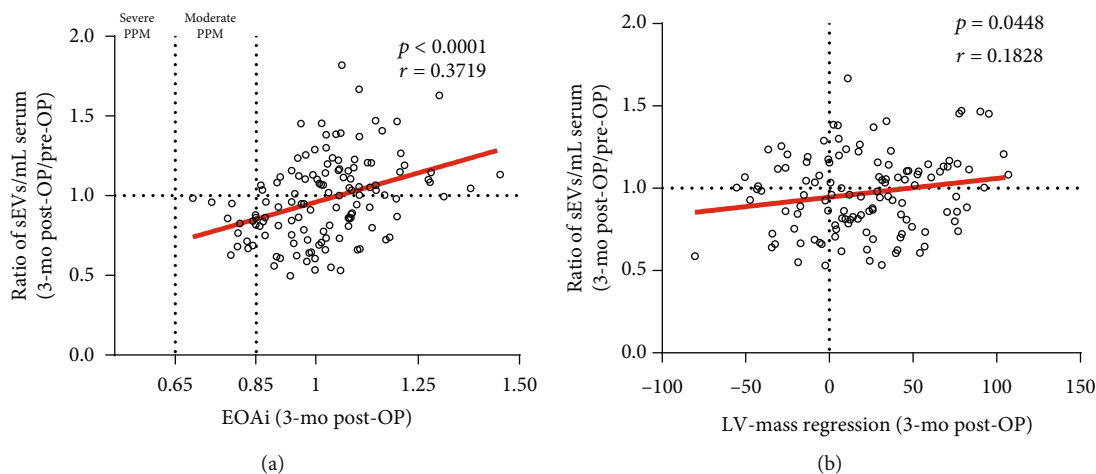 Severe
PPM
Moderate
PPM
2.0
1.5
1.0
0.5
2.0
p < 0.0001
r = 0.3719
Ratio of sEVs/mL serum
(3-mo post-OP/pre-OP)
0.65
0.85
1
1.25
1.50
EOAi (3-mo post-OP)
(a)
2.0
1.5
1.0
0.5
0.0
p = 0.0448
r = 0.1828
Ratio of sEVs/mL serum
(3-mo post-OP/pre-OP)
−100
−50
0
50
100
150
LV-mass regression (3-mo post-OP)
(b)